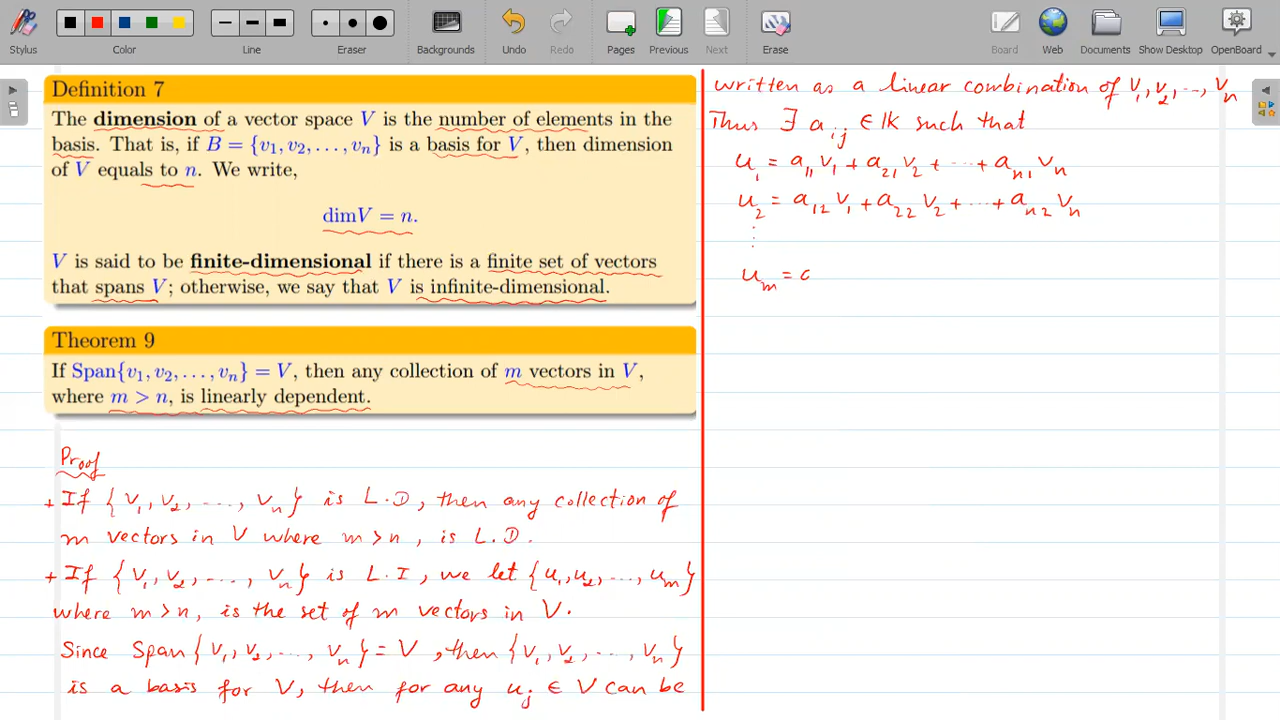 Stylus
Color
Line
Eraser
Backgrounds
Undo
Redo
Pages
Previous
Next
Erase
Board
Web
Documents
Show Desktop
OpenBoard
Definition 7
The dimension of a vector space V is the number of elements in the
basis. That is, if B = {v₁, v₂, . . . , vₙ} is a basis for V, then dimension
of V equals to n. We write,
dimV = n.
V is said to be finite-dimensional if there is a finite set of vectors
that spans V; otherwise, we say that V is infinite-dimensional.
Theorem 9
If Span{v₁, v₂, . . . , vₙ} = V, then any collection of m vectors in V,
where m > n, is linearly dependent.
Proof
+ If {v₁, v₂, ..., vₙ} is L.D, then any collection of
m vectors in V where m > n, is L.D.
+ If {v₁, v₂, ..., vₙ} is L.I, we let {u₁, u₂, ..., uₘ}
where m > n, is the set of m vectors in V.
Since Span{v₁, v₂, ..., vₙ} = V, then {v₁, v₂, ..., vₙ}
is a basis for V, then for any uⱼ ∈ V can be
written as a linear combination of v₁, v₂, ..., vₙ
Thus ∃ aᵢⱼ ∈ IK such that
u₁ = a₁₁ v₁ + a₂₁ v₂ + ... + aₙ₁ vₙ
u₂ = a₁₂ v₁ + a₂₂ v₂ + ... + aₙ₂ vₙ
⋮
uₘ =